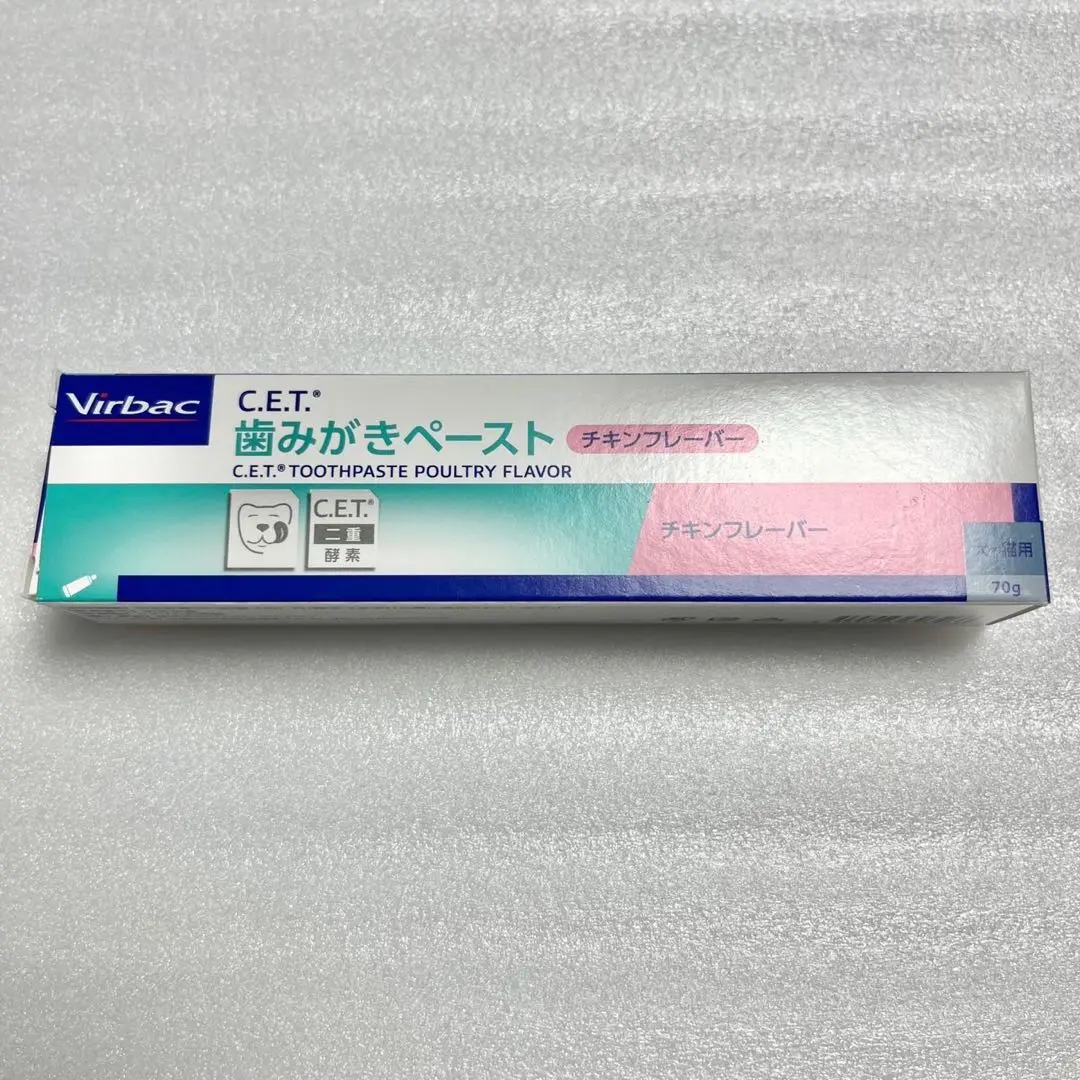 Virbac
C.E.T.®
歯みがきペースト チキンフレーバー
C.E.T.® TOOTHPASTE POULTRY FLAVOR
C.E.T.®
二重
酵素
チキンフレーバー
猫用
70g